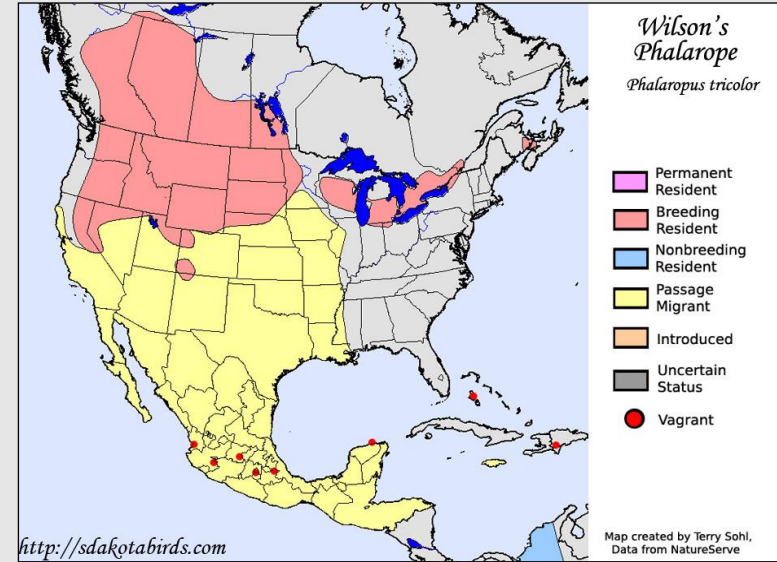 Wilson's
Phalarope
Phalaropus tricolor
Permanent
Resident
Breeding
Resident
Nonbreeding
Resident
Passage
Migrant
Introduced
Uncertain
Status
Vagrant
http://sdakotabirds.com
Map created by Terry Sohl,
Data from NatureServe